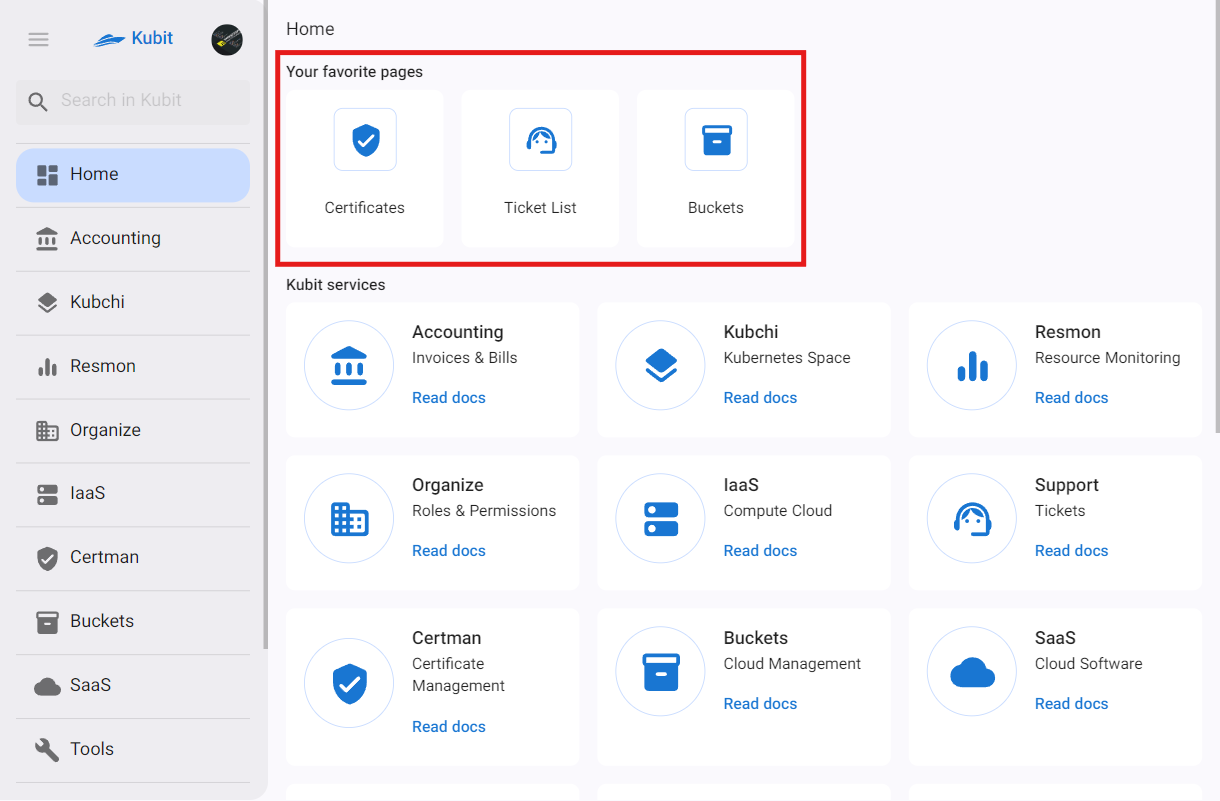 Kubit
Search in Kubit
Home
Accounting
Kubchi
Resmon
Organize
IaaS
Certman
Buckets
SaaS
Tools
Home
Your favorite pages
Certificates
Ticket List
Buckets
Kubit services
Accounting
Invoices & Bills
Read docs
Kubchi
Kubernetes Space
Read docs
Resmon
Resource Monitoring
Read docs
Organize
Roles & Permissions
Read docs
IaaS
Compute Cloud
Read docs
Support
Tickets
Read docs
Certman
Certificate
Management
Read docs
Buckets
Cloud Management
Read docs
SaaS
Cloud Software
Read docs